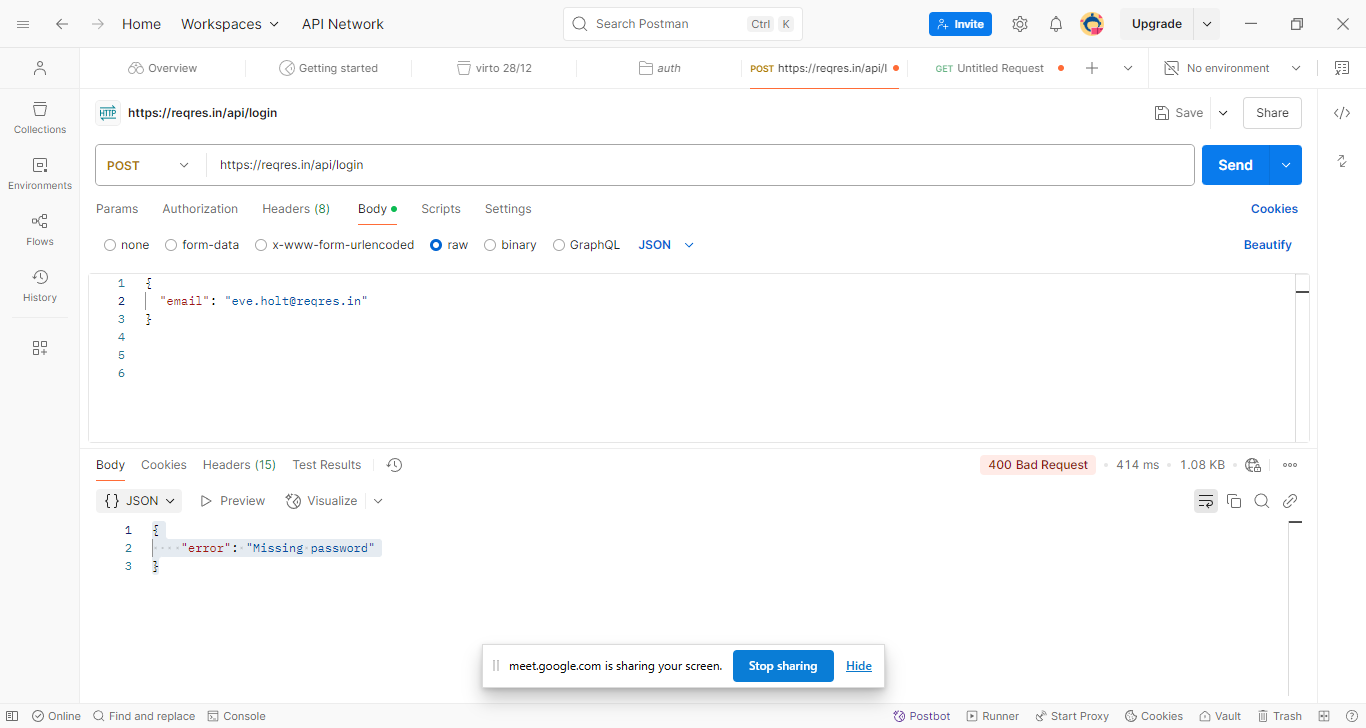 Home Workspaces API Network Search Postman Ctrl K Invite Upgrade
Overview Getting started virto 28/12 auth POST https://reqres.in/api/l GET Untitled Request No environment
HTTP https://reqres.in/api/login Save Share
Collections
POST https://reqres.in/api/login Send
Environments
Params Authorization Headers (8) Body Scripts Settings Cookies
Flows
none form-data x-www-form-urlencoded raw binary GraphQL JSON Beautify
History
1 {
2 "email": "eve.holt@reqres.in"
3 }
4
5
6
Body Cookies Headers (15) Test Results 400 Bad Request 414 ms 1.08 KB
{} JSON Preview Visualize
1 {
2 "error": "Missing password"
3 }
meet.google.com is sharing your screen. Stop sharing Hide
Online Find and replace Console Postbot Runner Start Proxy Cookies Vault Trash